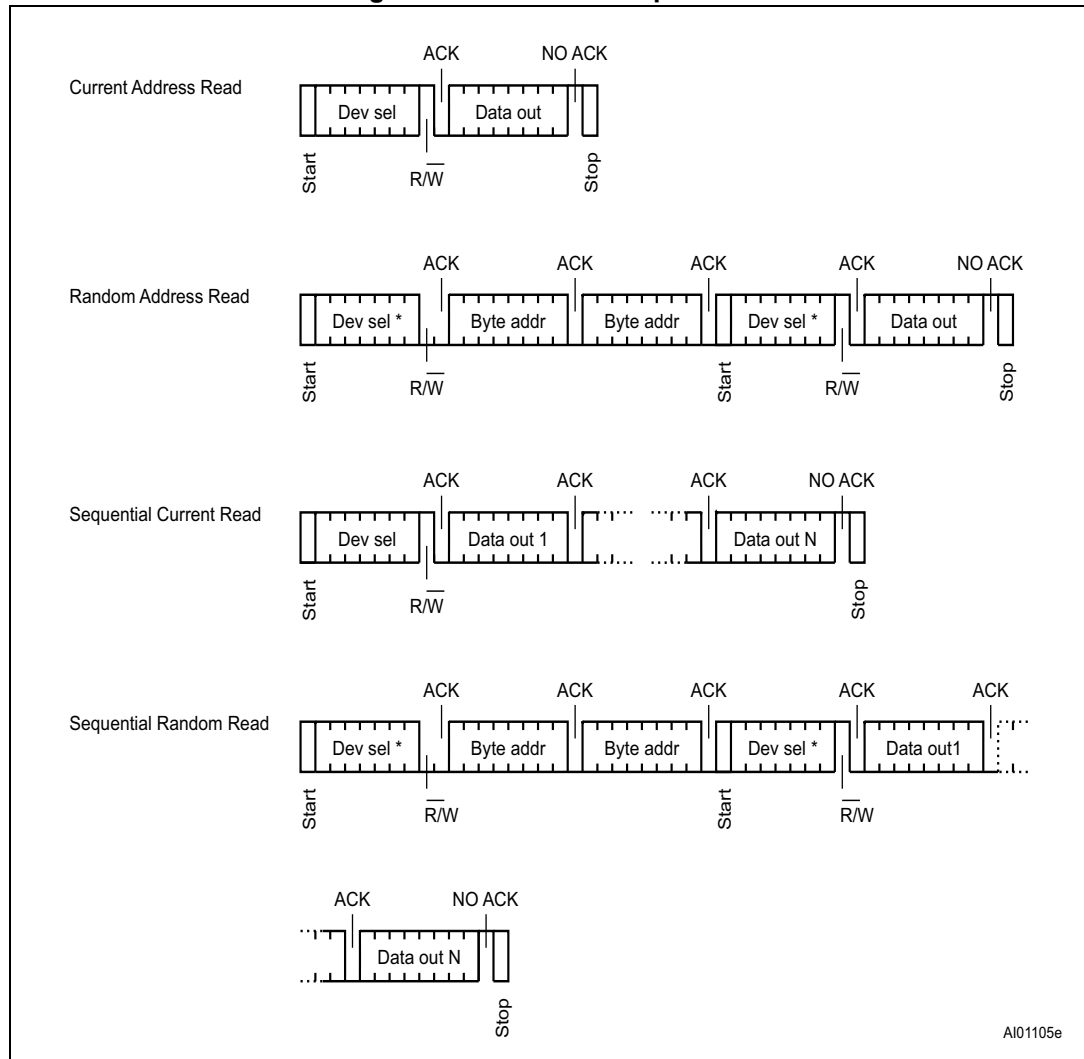 ACK NO ACK
Current Address Read
Dev sel Data out
Start R/W̅ Stop
ACK ACK ACK ACK NO ACK
Random Address Read
Dev sel * Byte addr Byte addr Dev sel * Data out
Start R/W̅ Start R/W̅ Stop
ACK ACK ACK NO ACK
Sequential Current Read
Dev sel Data out 1 Data out N
Start R/W̅ Stop
ACK ACK ACK ACK ACK
Sequential Random Read
Dev sel * Byte addr Byte addr Dev sel * Data out1
Start R̅/W Start R̅/W
ACK NO ACK
Data out N
Stop
AI01105e